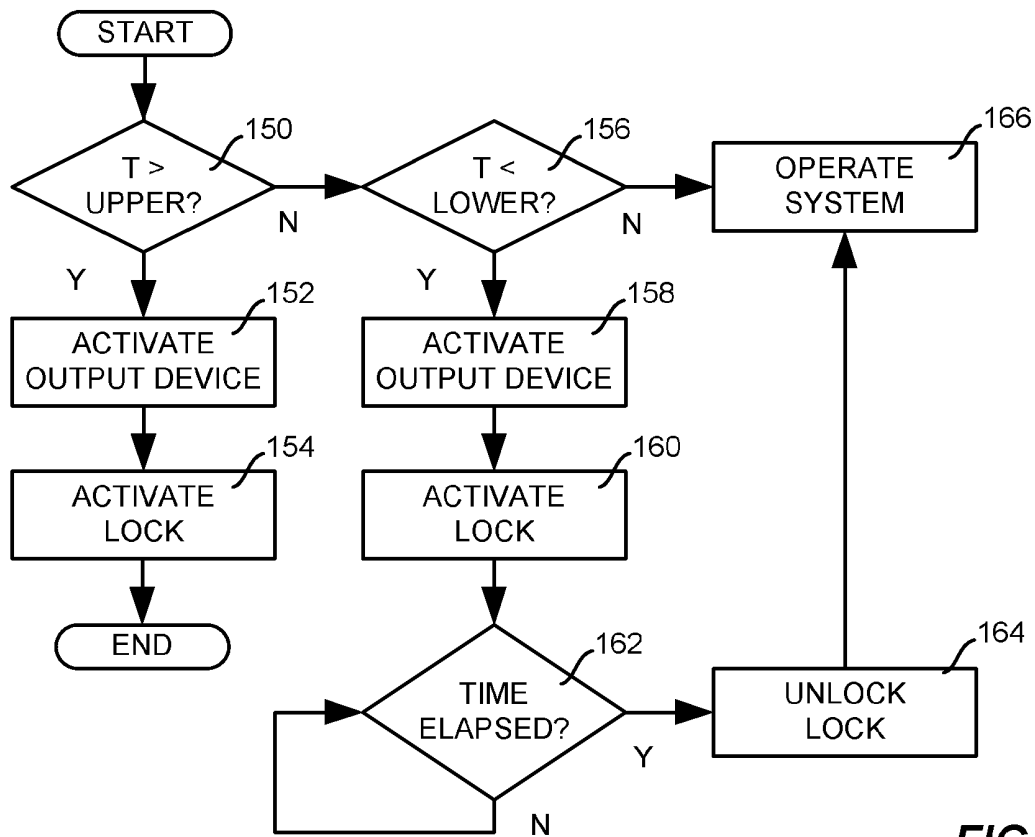 START
150
T >
UPPER?
N
Y
156
T <
LOWER?
N
Y
166
OPERATE
SYSTEM
152
ACTIVATE
OUTPUT DEVICE
158
ACTIVATE
OUTPUT DEVICE
154
ACTIVATE
LOCK
160
ACTIVATE
LOCK
END
162
TIME
ELAPSED?
Y
N
164
UNLOCK
LOCK
FIG